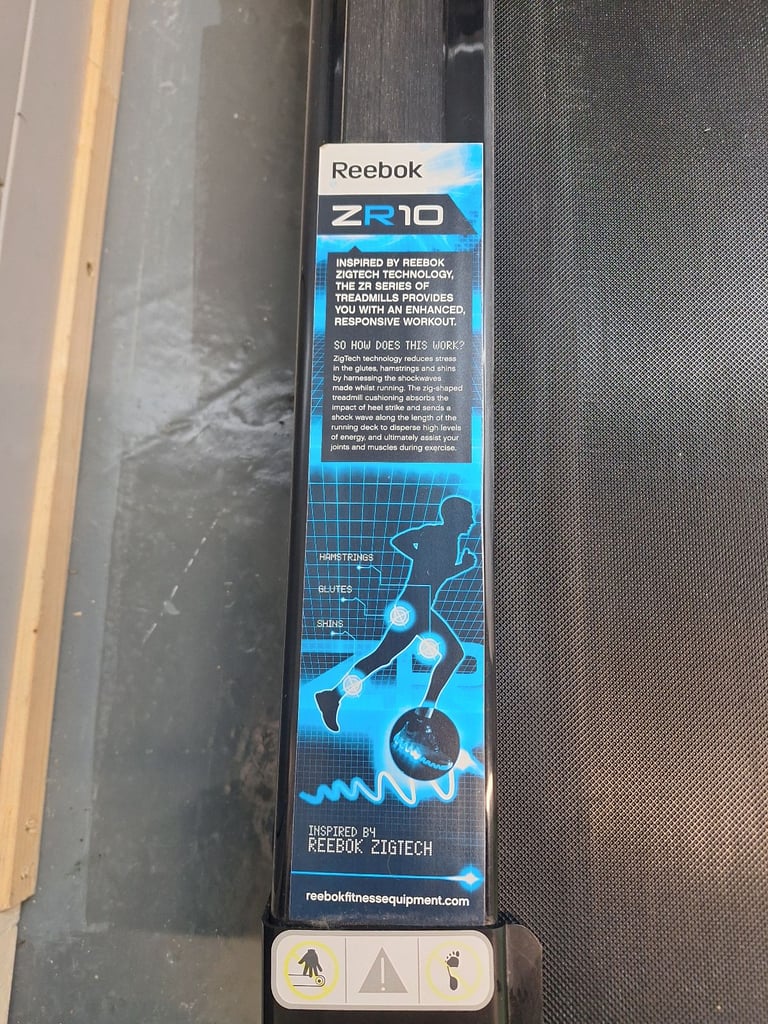 Reebok
ZR10
INSPIRED BY REEBOK
ZIGTECH TECHNOLOGY,
THE ZR SERIES OF
TREADMILLS PROVIDES
YOU WITH AN ENHANCED,
RESPONSIVE WORKOUT.
SO HOW DOES THIS WORK?
ZigTech technology reduces stress
in the glutes, hamstrings and shins
by harnessing the shockwaves
made whilst running. The zig-shaped
treadmill cushioning absorbs the
impact of heel strike and sends a
shock wave along the length of the
running deck to disperse high levels
of energy, and ultimately assist your
joints and muscles during exercise.
HAMSTRINGS
GLUTES
SHINS
INSPIRED BY
REEBOK ZIGTECH
reebokfitnessequipment.com